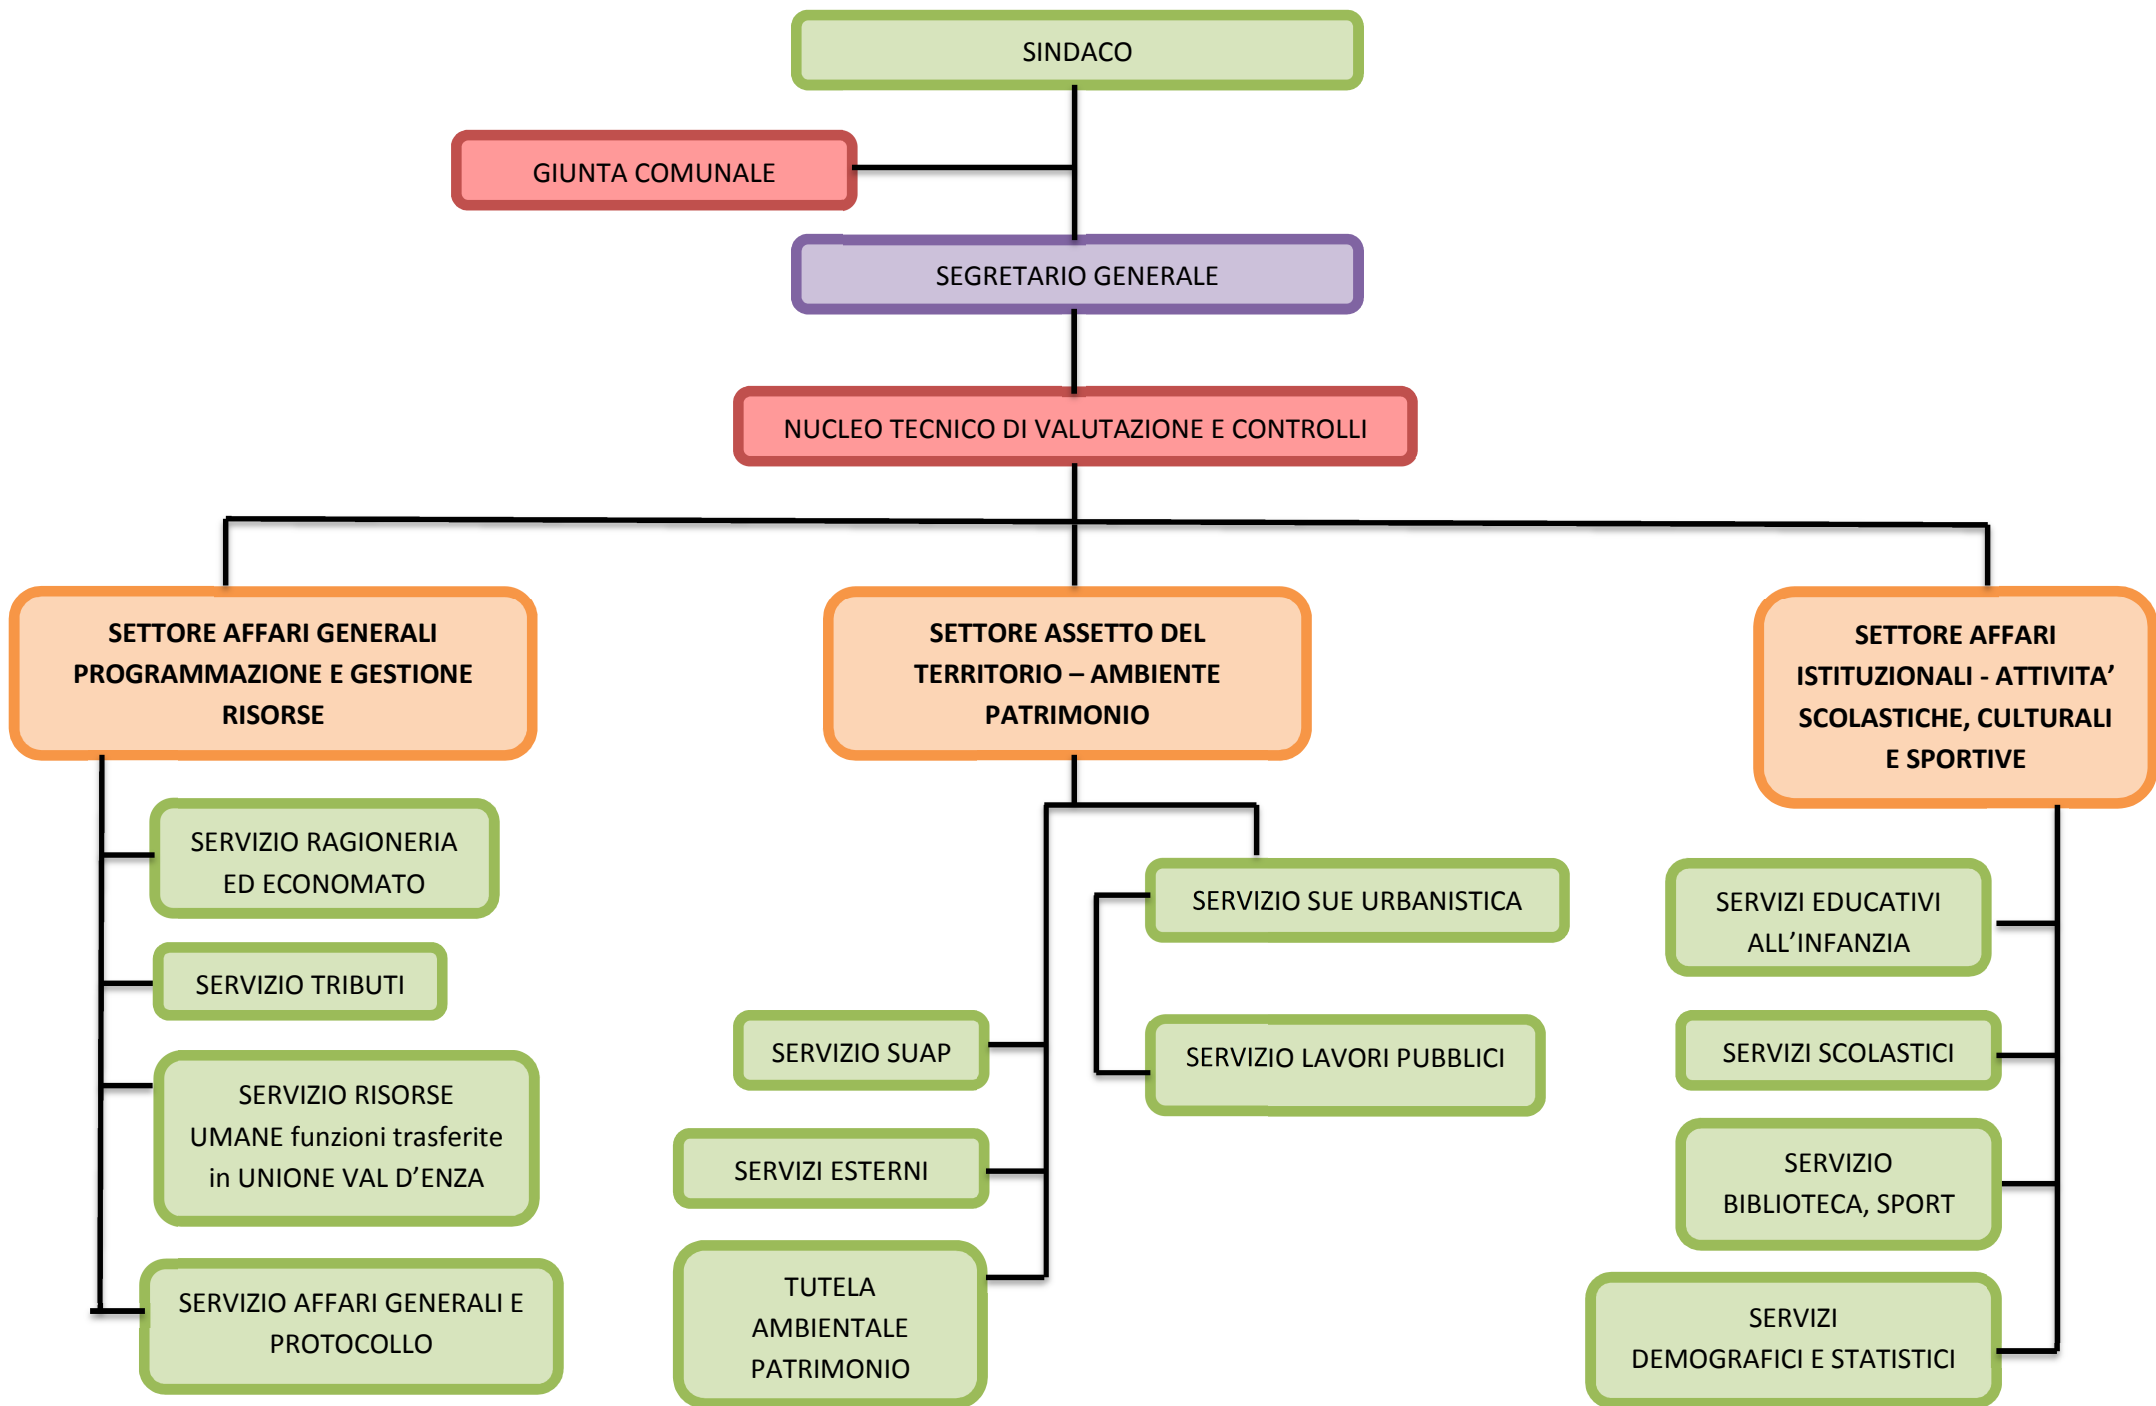 SINDACO
GIUNTA COMUNALE
SEGRETARIO GENERALE
NUCLEO TECNICO DI VALUTAZIONE E CONTROLLI
SETTORE AFFARI GENERALI
PROGRAMMAZIONE E GESTIONE
RISORSE
SERVIZIO RAGIONERIA
ED ECONOMATO
SERVIZIO TRIBUTI
SERVIZIO RISORSE
UMANE funzioni trasferite
in UNIONE VAL D’ENZA
SERVIZIO AFFARI GENERALI E
PROTOCOLLO
SETTORE ASSETTO DEL
TERRITORIO – AMBIENTE
PATRIMONIO
SERVIZIO SUE URBANISTICA
SERVIZIO LAVORI PUBBLICI
SERVIZIO SUAP
SERVIZI ESTERNI
TUTELA
AMBIENTALE
PATRIMONIO
SETTORE AFFARI
ISTITUZIONALI - ATTIVITA’
SCOLASTICHE, CULTURALI
E SPORTIVE
SERVIZI EDUCATIVI
ALL’INFANZIA
SERVIZI SCOLASTICI
SERVIZIO
BIBLIOTECA, SPORT
SERVIZI
DEMOGRAFICI E STATISTICI